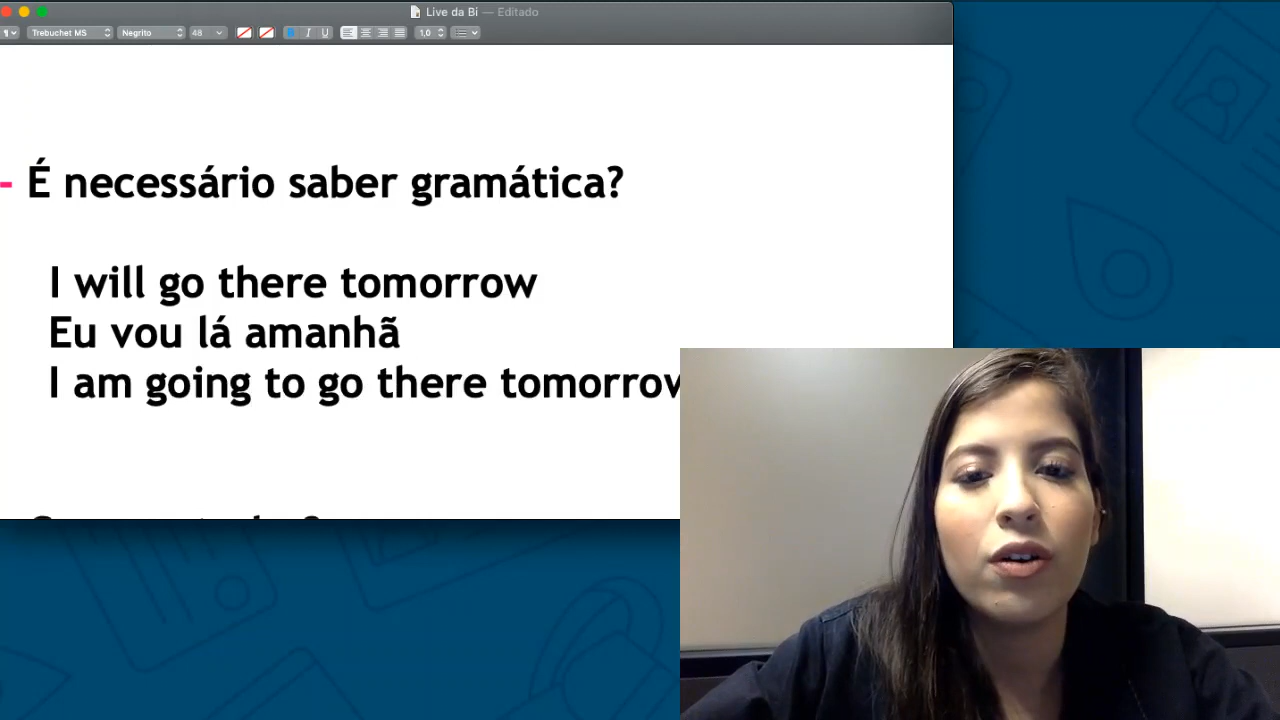 Live da Bi — Editado
Trebuchet MS Negrito 48 B I U 1,0
- É necessário saber gramática?
I will go there tomorrow
Eu vou lá amanhã
I am going to go there